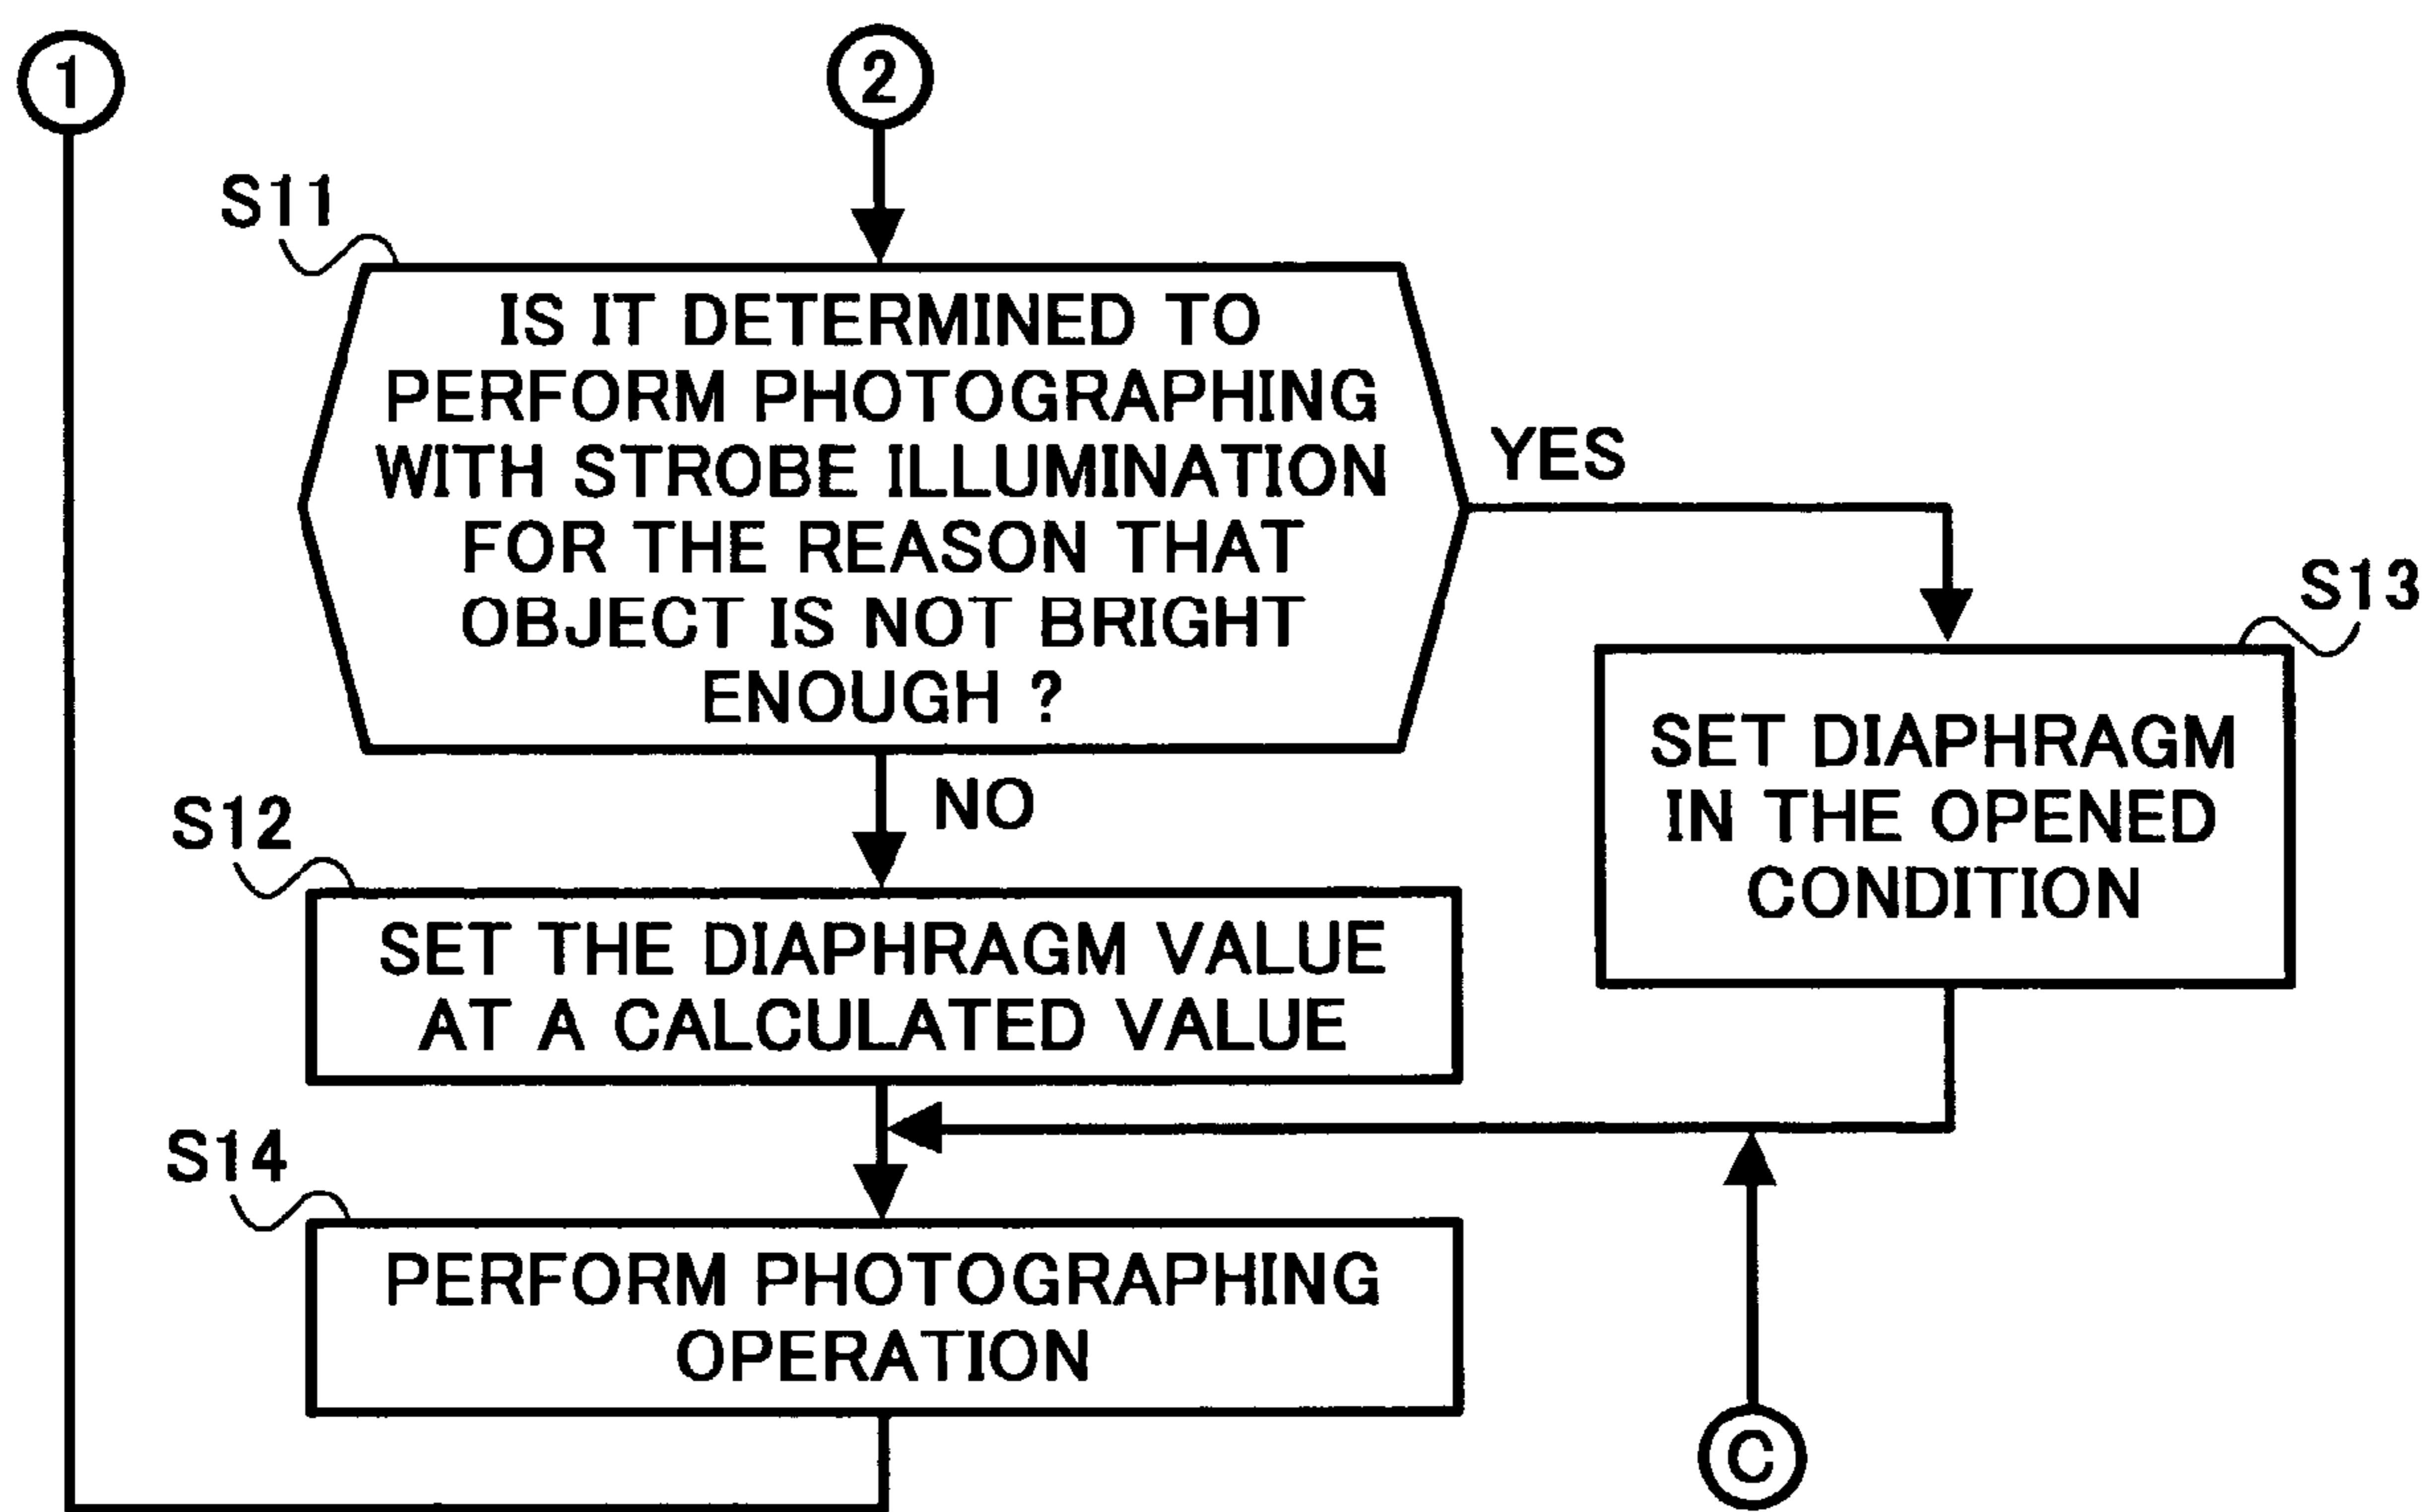 1
2
S11
IS IT DETERMINED TO
PERFORM PHOTOGRAPHING
WITH STROBE ILLUMINATION
FOR THE REASON THAT
OBJECT IS NOT BRIGHT
ENOUGH ?
YES
S13
SET DIAPHRAGM
IN THE OPENED
CONDITION
NO
S12
SET THE DIAPHRAGM VALUE
AT A CALCULATED VALUE
S14
PERFORM PHOTOGRAPHING
OPERATION
C